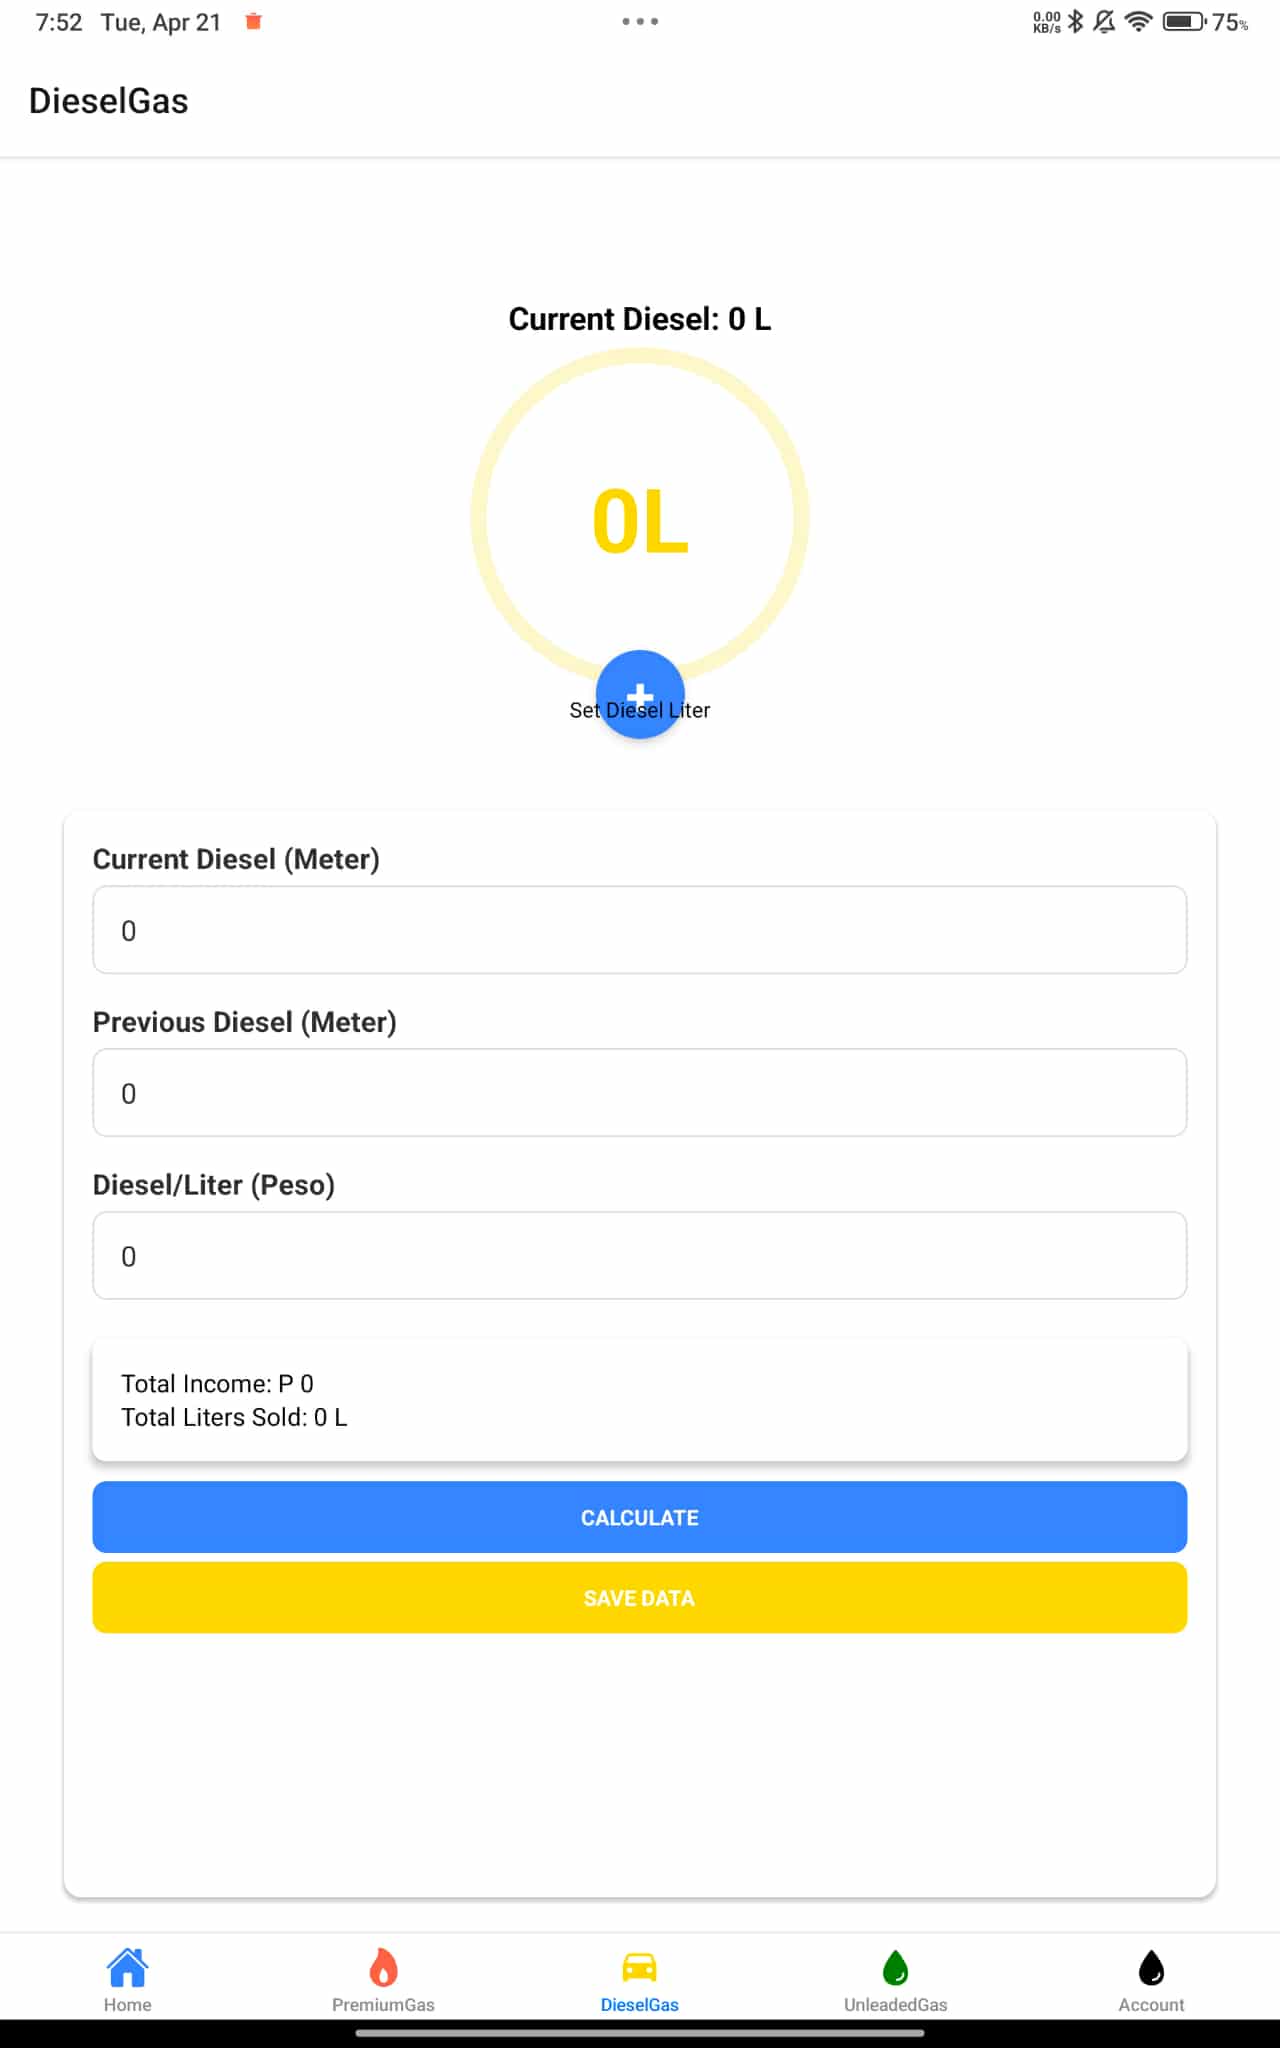 7:52 Tue, Apr 21
0.00 KB/s 75%
DieselGas
Current Diesel: 0 L
0L
Set Diesel Liter
Current Diesel (Meter)
0
Previous Diesel (Meter)
0
Diesel/Liter (Peso)
0
Total Income: P 0
Total Liters Sold: 0 L
CALCULATE
SAVE DATA
Home PremiumGas DieselGas UnleadedGas Account